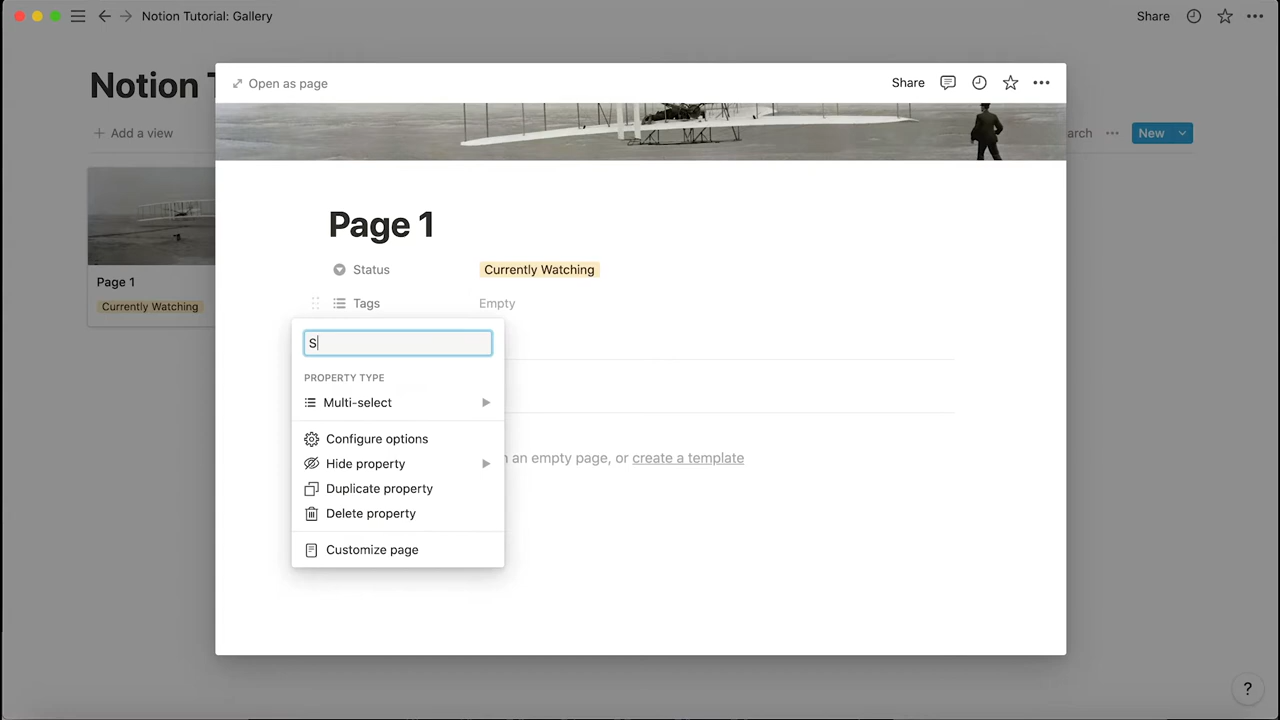 Notion Tutorial: Gallery
Share
Notion T
Add a view
arch
New
Page 1
Currently Watching
Open as page
Share
Page 1
Status
Currently Watching
Tags
Empty
S
PROPERTY TYPE
Multi-select
Configure options
Hide property
Duplicate property
Delete property
Customize page
n an empty page, or create a template
?